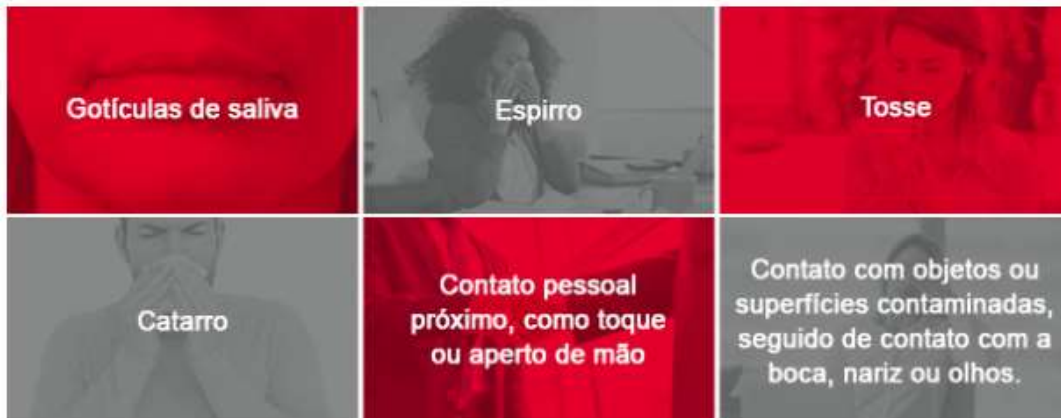 Gotículas de saliva
Espirro
Tosse
Catarro
Contato pessoal
próximo, como toque
ou aperto de mão
Contato com objetos ou
superfícies contaminadas,
seguido de contato com a
boca, nariz ou olhos.